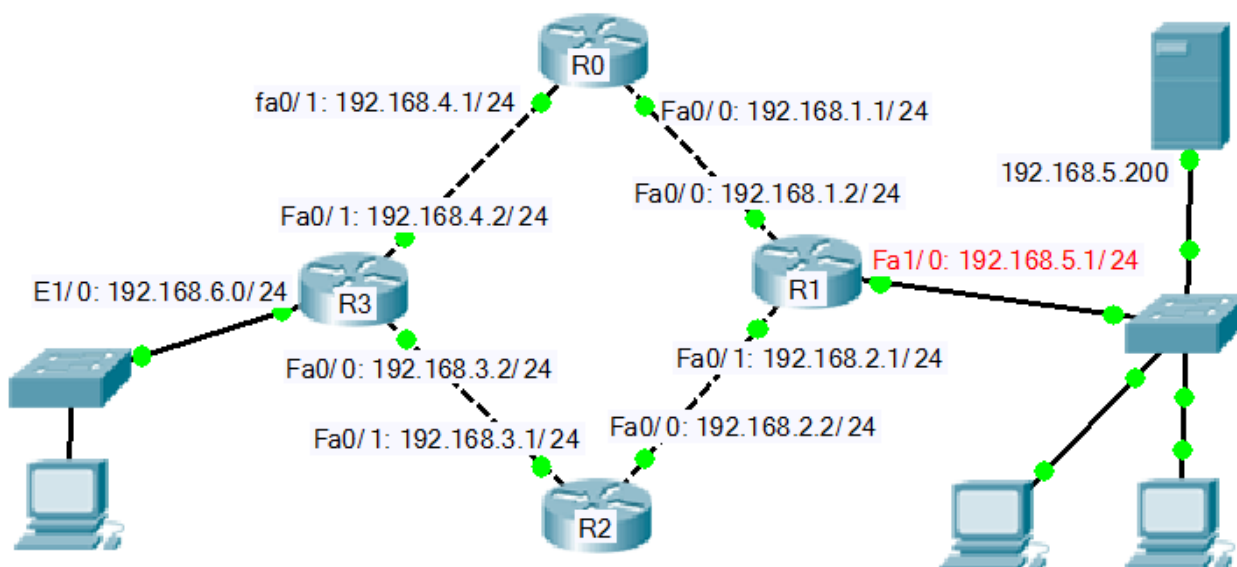 R0
fa0/1: 192.168.4.1/24
Fa0/0: 192.168.1.1/24
192.168.5.200
Fa0/0: 192.168.1.2/24
Fa0/1: 192.168.4.2/24
Fa1/0: 192.168.5.1/24
E1/0: 192.168.6.0/24
R3
R1
Fa0/0: 192.168.3.2/24
Fa0/1: 192.168.2.1/24
Fa0/1: 192.168.3.1/24
Fa0/0: 192.168.2.2/24
R2